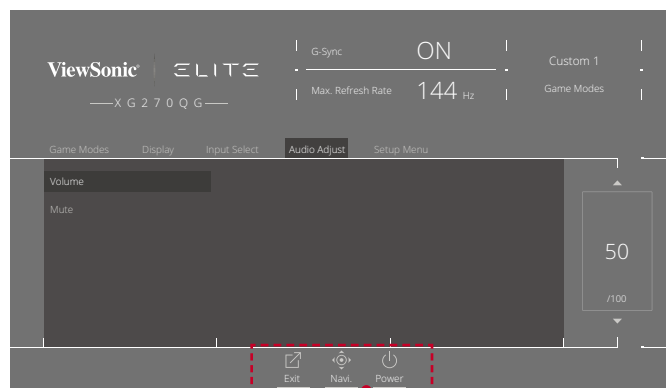 G-Sync ON
ViewSonic® ELITE Custom 1
Max. Refresh Rate 144 Hz Game Modes
XG270QG
Game Modes Display Input Select Audio Adjust Setup Menu
Volume
Mute
50
/100
Exit Navi. Power